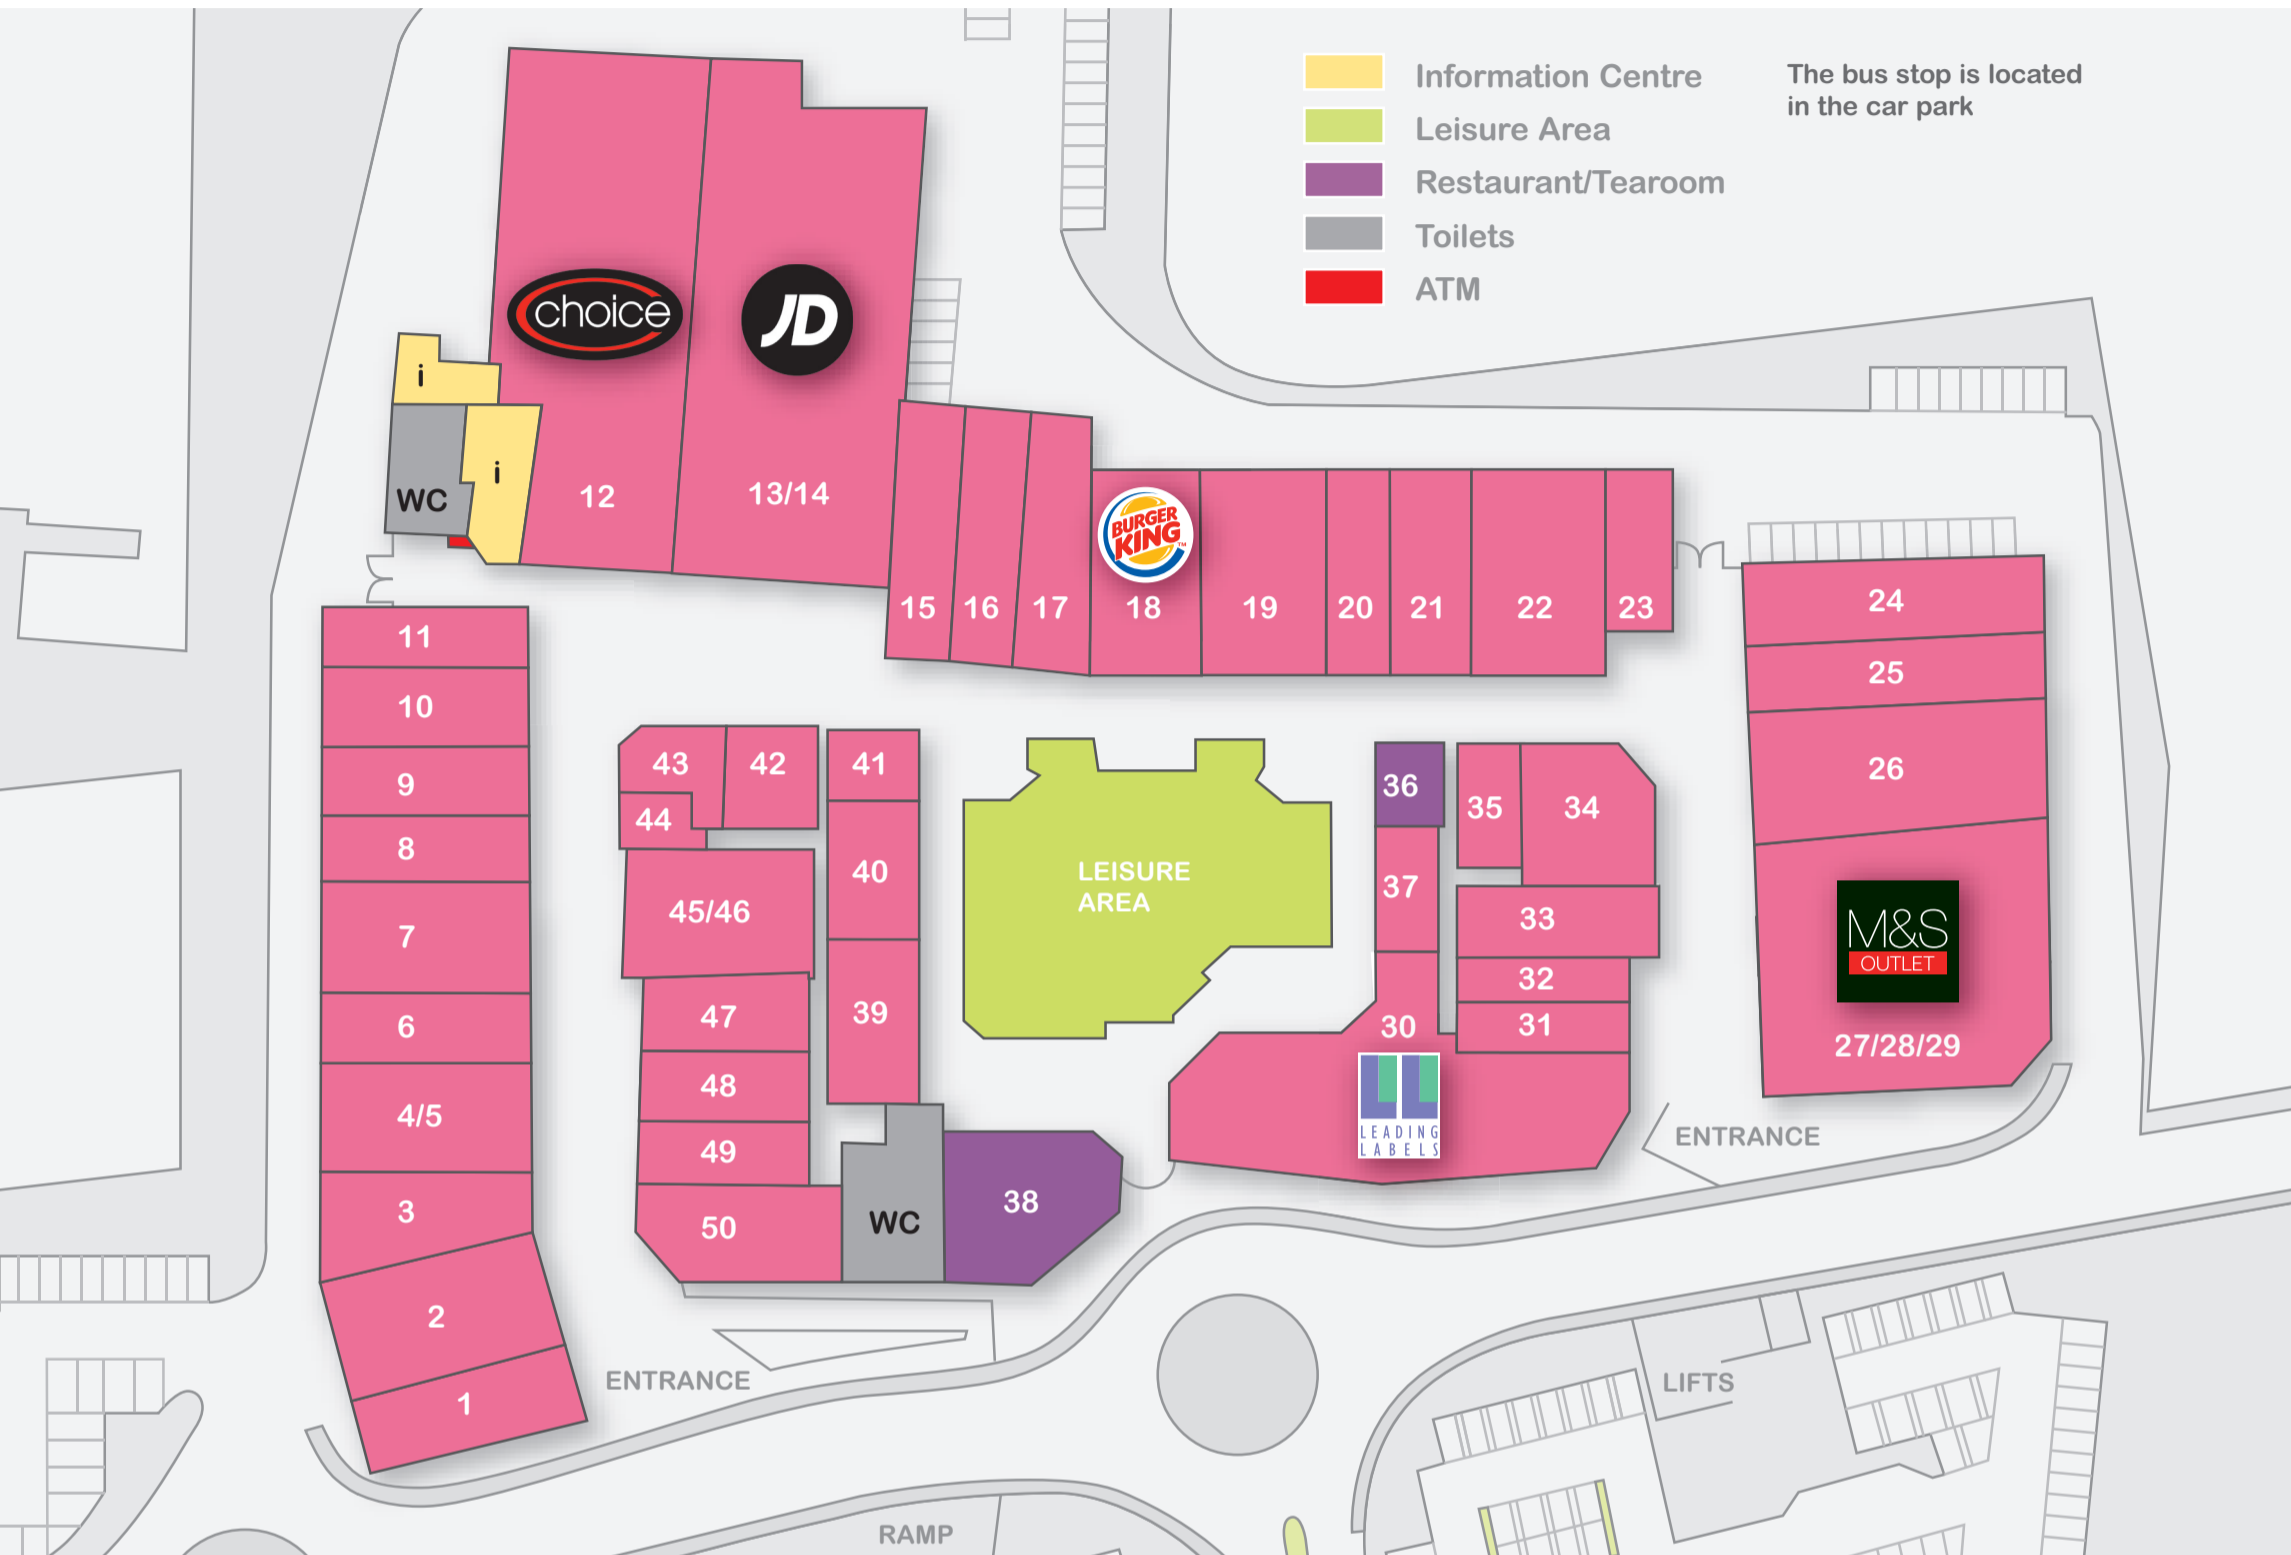 Information Centre
Leisure Area
Restaurant/Tearoom
Toilets
ATM
The bus stop is located
in the car park
choice
JD
i
i
WC
12
13/14
BURGER
KING™
15
16
17
18
19
20
21
22
23
24
25
26
M&S
OUTLET
27/28/29
11
10
9
8
7
6
4/5
3
2
1
43
42
41
44
40
45/46
39
47
48
49
50
WC
38
LEISURE
AREA
36
35
34
37
33
32
31
30
LEADING
LABELS
ENTRANCE
ENTRANCE
LIFTS
RAMP